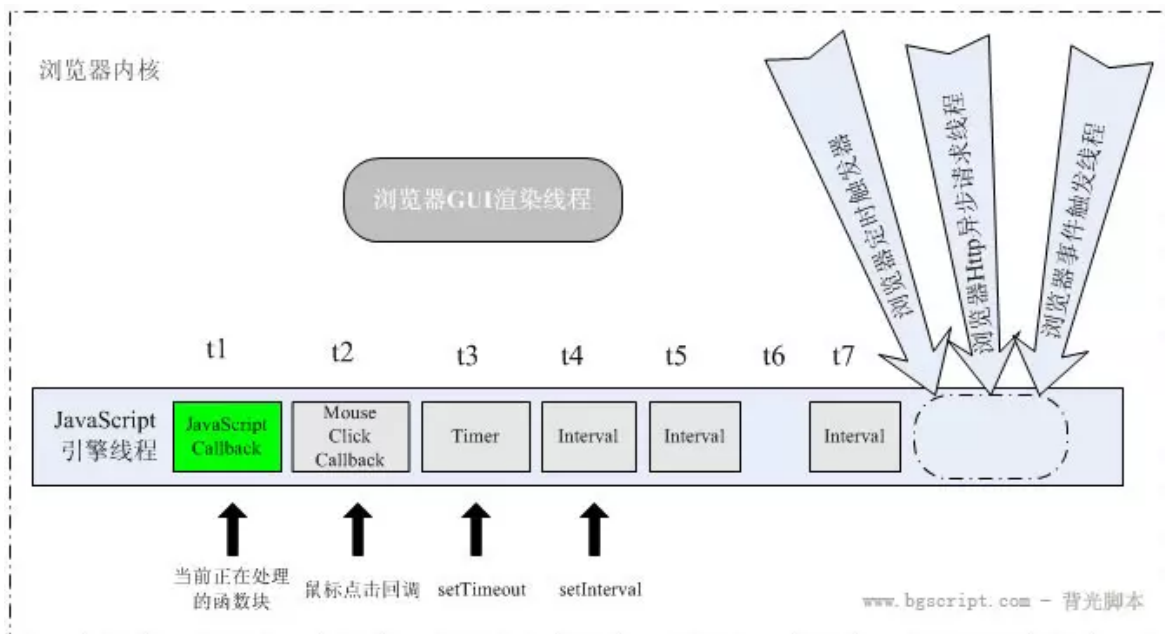 浏览器内核
浏览器GUI渲染线程
浏览器定时触发器
浏览器Http异步请求线程
浏览器事件触发线程
t1
t2
t3
t4
t5
t6
t7
JavaScript
引擎线程
JavaScript
Callback
Mouse
Click
Callback
Timer
Interval
Interval
Interval
当前正在处理
的函数块
鼠标点击回调
setTimeout
setInterval
www.bgscript.com - 背光脚本